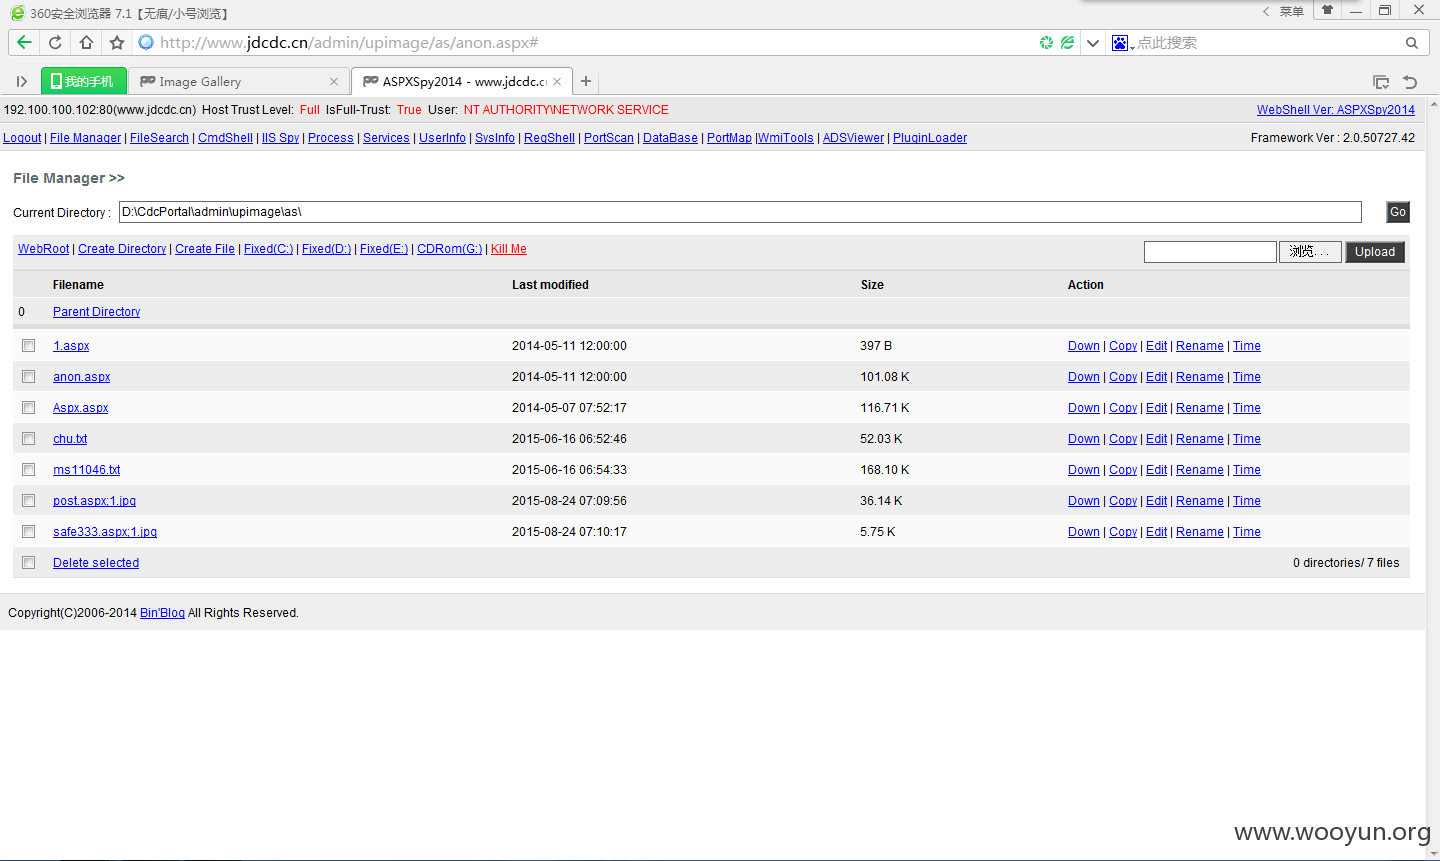 360安全浏览器 7.1【无痕/小号浏览】 菜单
http://www.jdcdc.cn/admin/upimage/as/anon.aspx# 点此搜索
我的手机 Image Gallery ASPXSpy2014 - www.jdcdc.c
192.100.100.102:80(www.jdcdc.cn) Host Trust Level: Full IsFull-Trust: True User: NT AUTHORITY\NETWORK SERVICE WebShell Ver: ASPXSpy2014
Logout | File Manager | FileSearch | CmdShell | IIS Spy | Process | Services | UserInfo | SysInfo | RegShell | PortScan | DataBase | PortMap |WmiTools | ADSViewer | PluginLoader Framework Ver : 2.0.50727.42
File Manager >>
Current Directory : D:\CdcPortal\admin\upimage\as\ Go
WebRoot | Create Directory | Create File | Fixed(C:) | Fixed(D:) | Fixed(E:) | CDRom(G:) | Kill Me 浏览... Upload
Filename Last modified Size Action
0 Parent Directory
1.aspx 2014-05-11 12:00:00 397 B Down | Copy | Edit | Rename | Time
anon.aspx 2014-05-11 12:00:00 101.08 K Down | Copy | Edit | Rename | Time
Aspx.aspx 2014-05-07 07:52:17 116.71 K Down | Copy | Edit | Rename | Time
chu.txt 2015-06-16 06:52:46 52.03 K Down | Copy | Edit | Rename | Time
ms11046.txt 2015-06-16 06:54:33 168.10 K Down | Copy | Edit | Rename | Time
post.aspx;1.jpg 2015-08-24 07:09:56 36.14 K Down | Copy | Edit | Rename | Time
safe333.aspx;1.jpg 2015-08-24 07:10:17 5.75 K Down | Copy | Edit | Rename | Time
Delete selected 0 directories/ 7 files
Copyright(C)2006-2014 Bin'Blog All Rights Reserved.
www.wooyun.org